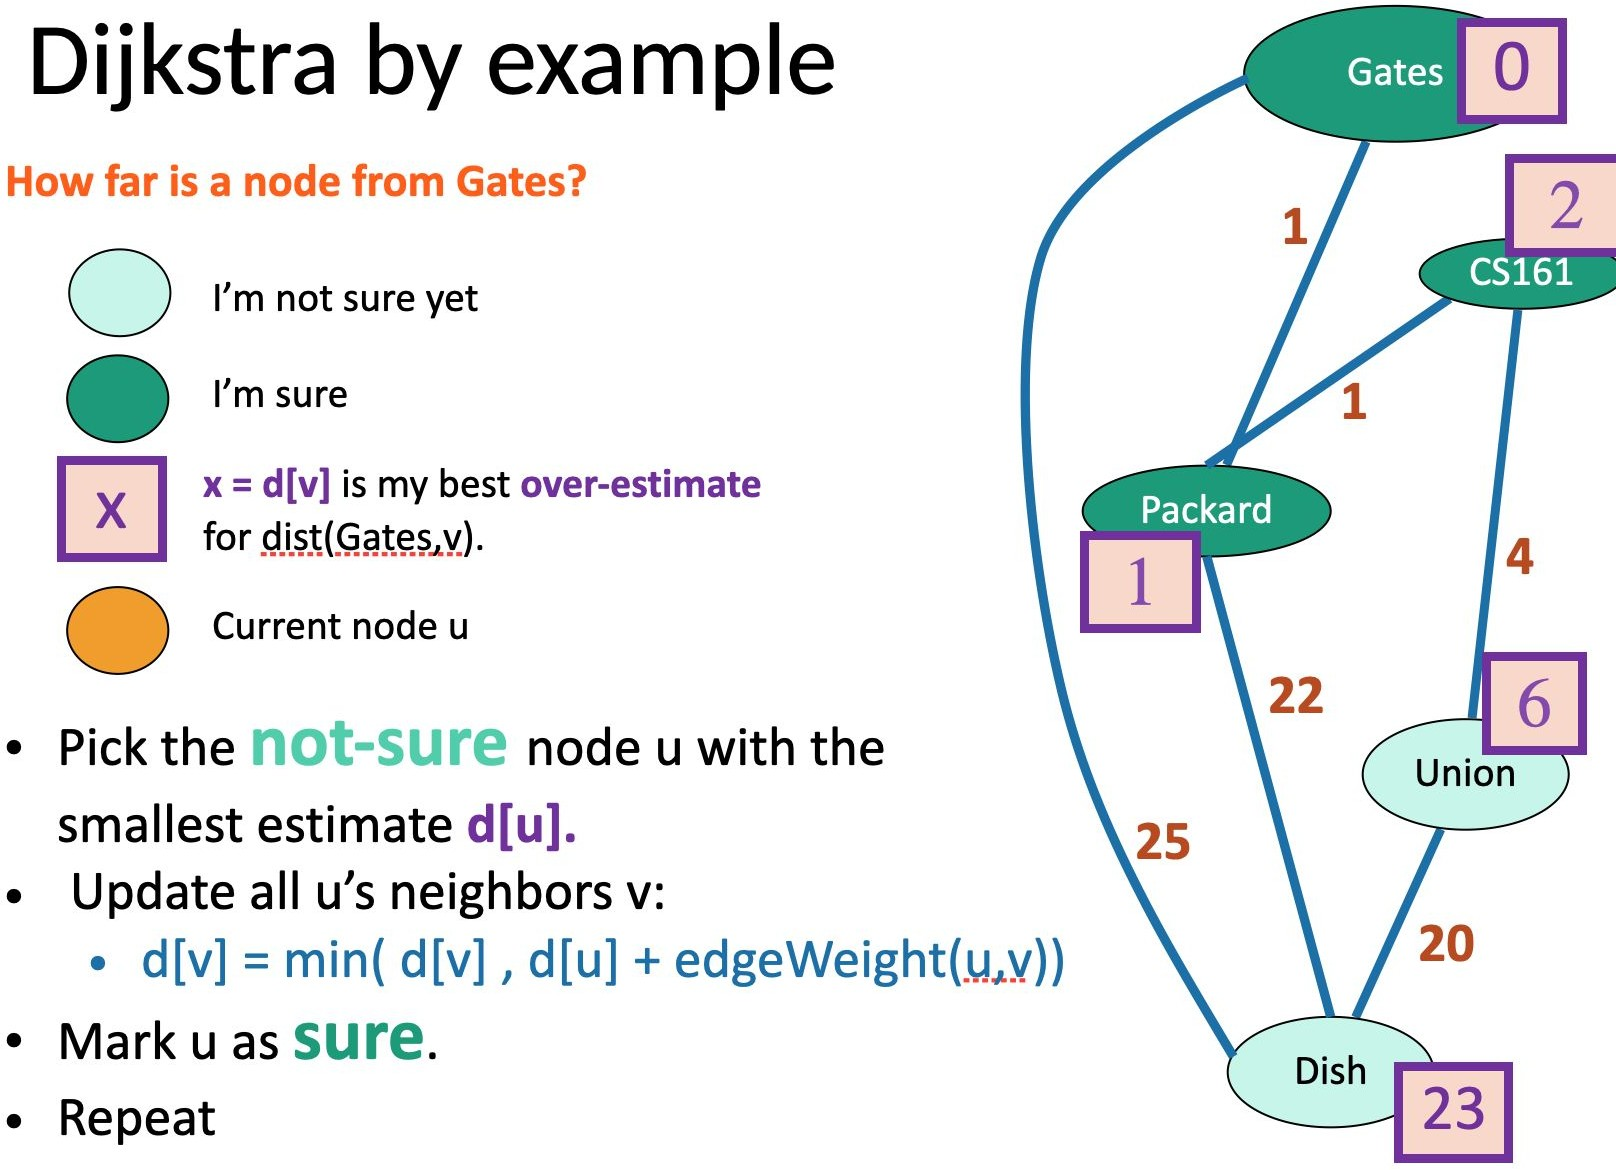 Dijkstra by example
How far is a node from Gates?
I’m not sure yet
I’m sure
X
x = d[v] is my best over-estimate
for dist(Gates,v).
Current node u
• Pick the not-sure node u with the
smallest estimate d[u].
• Update all u’s neighbors v:
• d[v] = min( d[v] , d[u] + edgeWeight(u,v))
• Mark u as sure.
• Repeat
Gates
0
2
CS161
1
1
Packard
1
4
22
6
Union
25
20
Dish
23